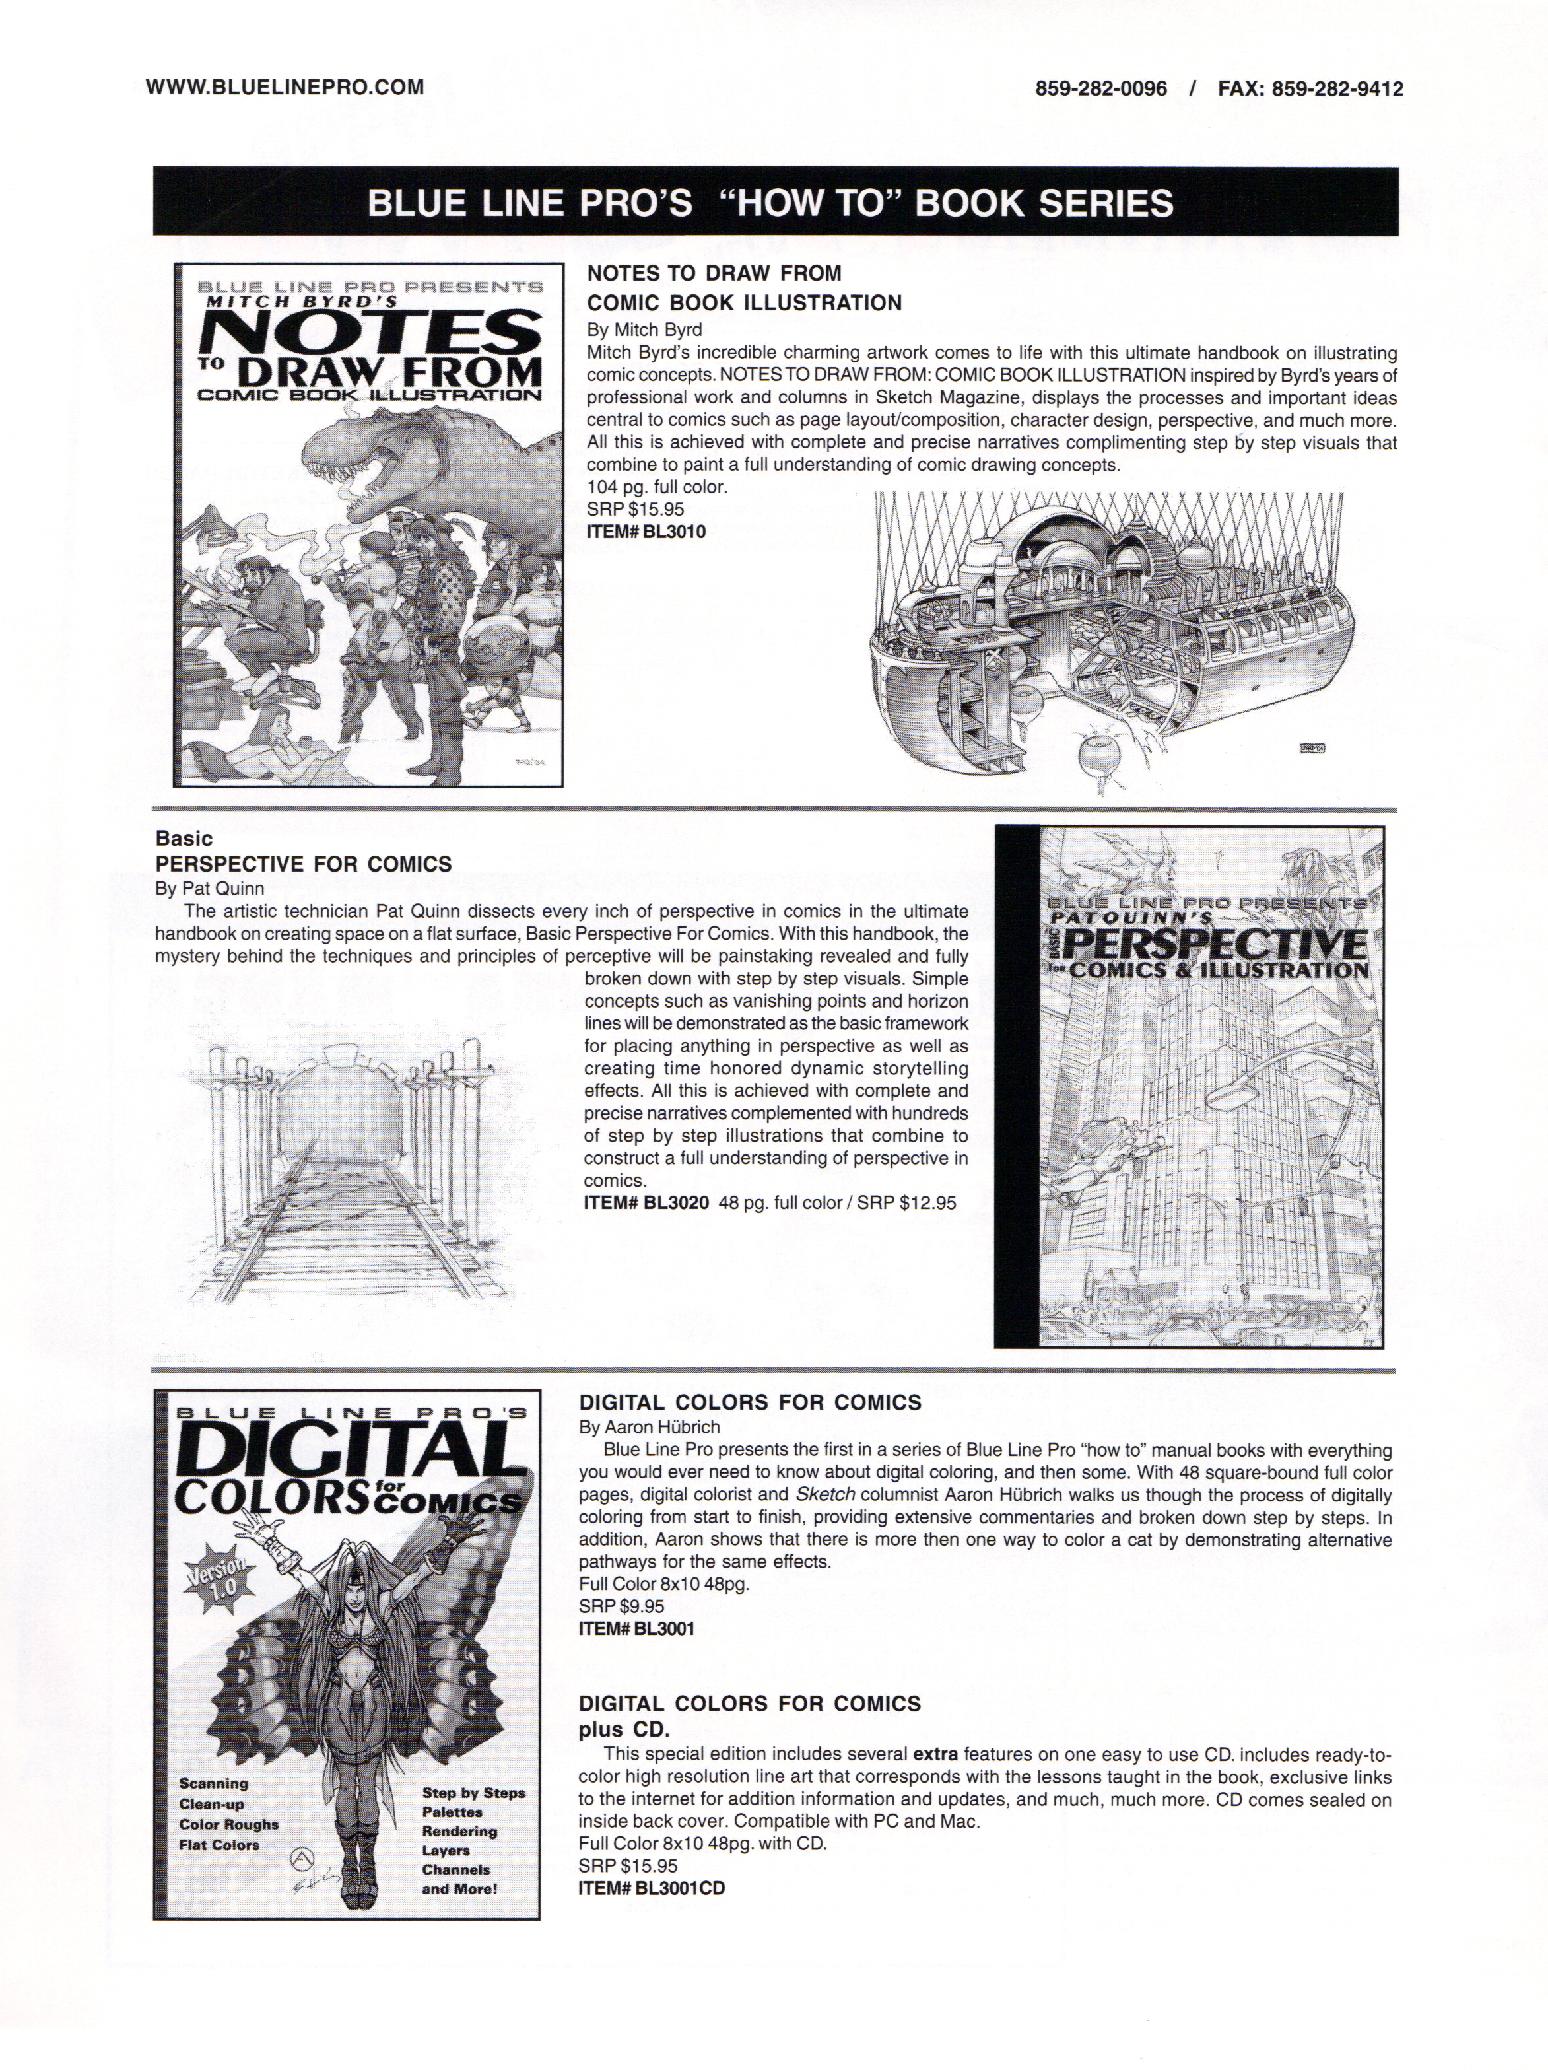 WWW.BLUELINEPRO.COM
859-282-0096 / FAX: 859-282-9412
BLUE LINE PRO'S “HOW TO” BOOK SERIES
BLUE LINE PRO PRESENTS
MITCH BYRD'S
NOTES
TO DRAW FROM
COMIC BOOK ILLUSTRATION
NOTES TO DRAW FROM
COMIC BOOK ILLUSTRATION
By Mitch Byrd
Mitch Byrd's incredible charming artwork comes to life with this ultimate handbook on illustrating
comic concepts. NOTES TO DRAW FROM: COMIC BOOK ILLUSTRATION inspired by Byrd's years of
professional work and columns in Sketch Magazine, displays the processes and important ideas
central to comics such as page layout/composition, character design, perspective, and much more.
All this is achieved with complete and precise narratives complimenting step by step visuals that
combine to paint a full understanding of comic drawing concepts.
104 pg. full color.
SRP $15.95
ITEM# BL3010
Basic
PERSPECTIVE FOR COMICS
By Pat Quinn
The artistic technician Pat Quinn dissects every inch of perspective in comics in the ultimate
handbook on creating space on a flat surface, Basic Perspective For Comics. With this handbook, the
mystery behind the techniques and principles of perceptive will be painstaking revealed and fully
broken down with step by step visuals. Simple
concepts such as vanishing points and horizon
lines will be demonstrated as the basic framework
for placing anything in perspective as well as
creating time honored dynamic storytelling
effects. All this is achieved with complete and
precise narratives complemented with hundreds
of step by step illustrations that combine to
construct a full understanding of perspective in
comics.
ITEM# BL3020 48 pg. full color / SRP $12.95
BLUE LINE PRO PRESENTS
PAT QUINN'S
BASIC PERSPECTIVE
for COMICS & ILLUSTRATION
BLUE LINE PRO'S
DIGITAL
COLORS for COMICS
Version
1.0
Scanning
Clean-up
Color Roughs
Flat Colors
Step by Steps
Palettes
Rendering
Layers
Channels
and More!
DIGITAL COLORS FOR COMICS
By Aaron Hübrich
Blue Line Pro presents the first in a series of Blue Line Pro “how to” manual books with everything
you would ever need to know about digital coloring, and then some. With 48 square-bound full color
pages, digital colorist and Sketch columnist Aaron Hübrich walks us though the process of digitally
coloring from start to finish, providing extensive commentaries and broken down step by steps. In
addition, Aaron shows that there is more then one way to color a cat by demonstrating alternative
pathways for the same effects.
Full Color 8x10 48pg.
SRP $9.95
ITEM# BL3001
DIGITAL COLORS FOR COMICS
plus CD.
This special edition includes several extra features on one easy to use CD. includes ready-to-
color high resolution line art that corresponds with the lessons taught in the book, exclusive links
to the internet for addition information and updates, and much, much more. CD comes sealed on
inside back cover. Compatible with PC and Mac.
Full Color 8x10 48pg. with CD.
SRP $15.95
ITEM# BL3001CD